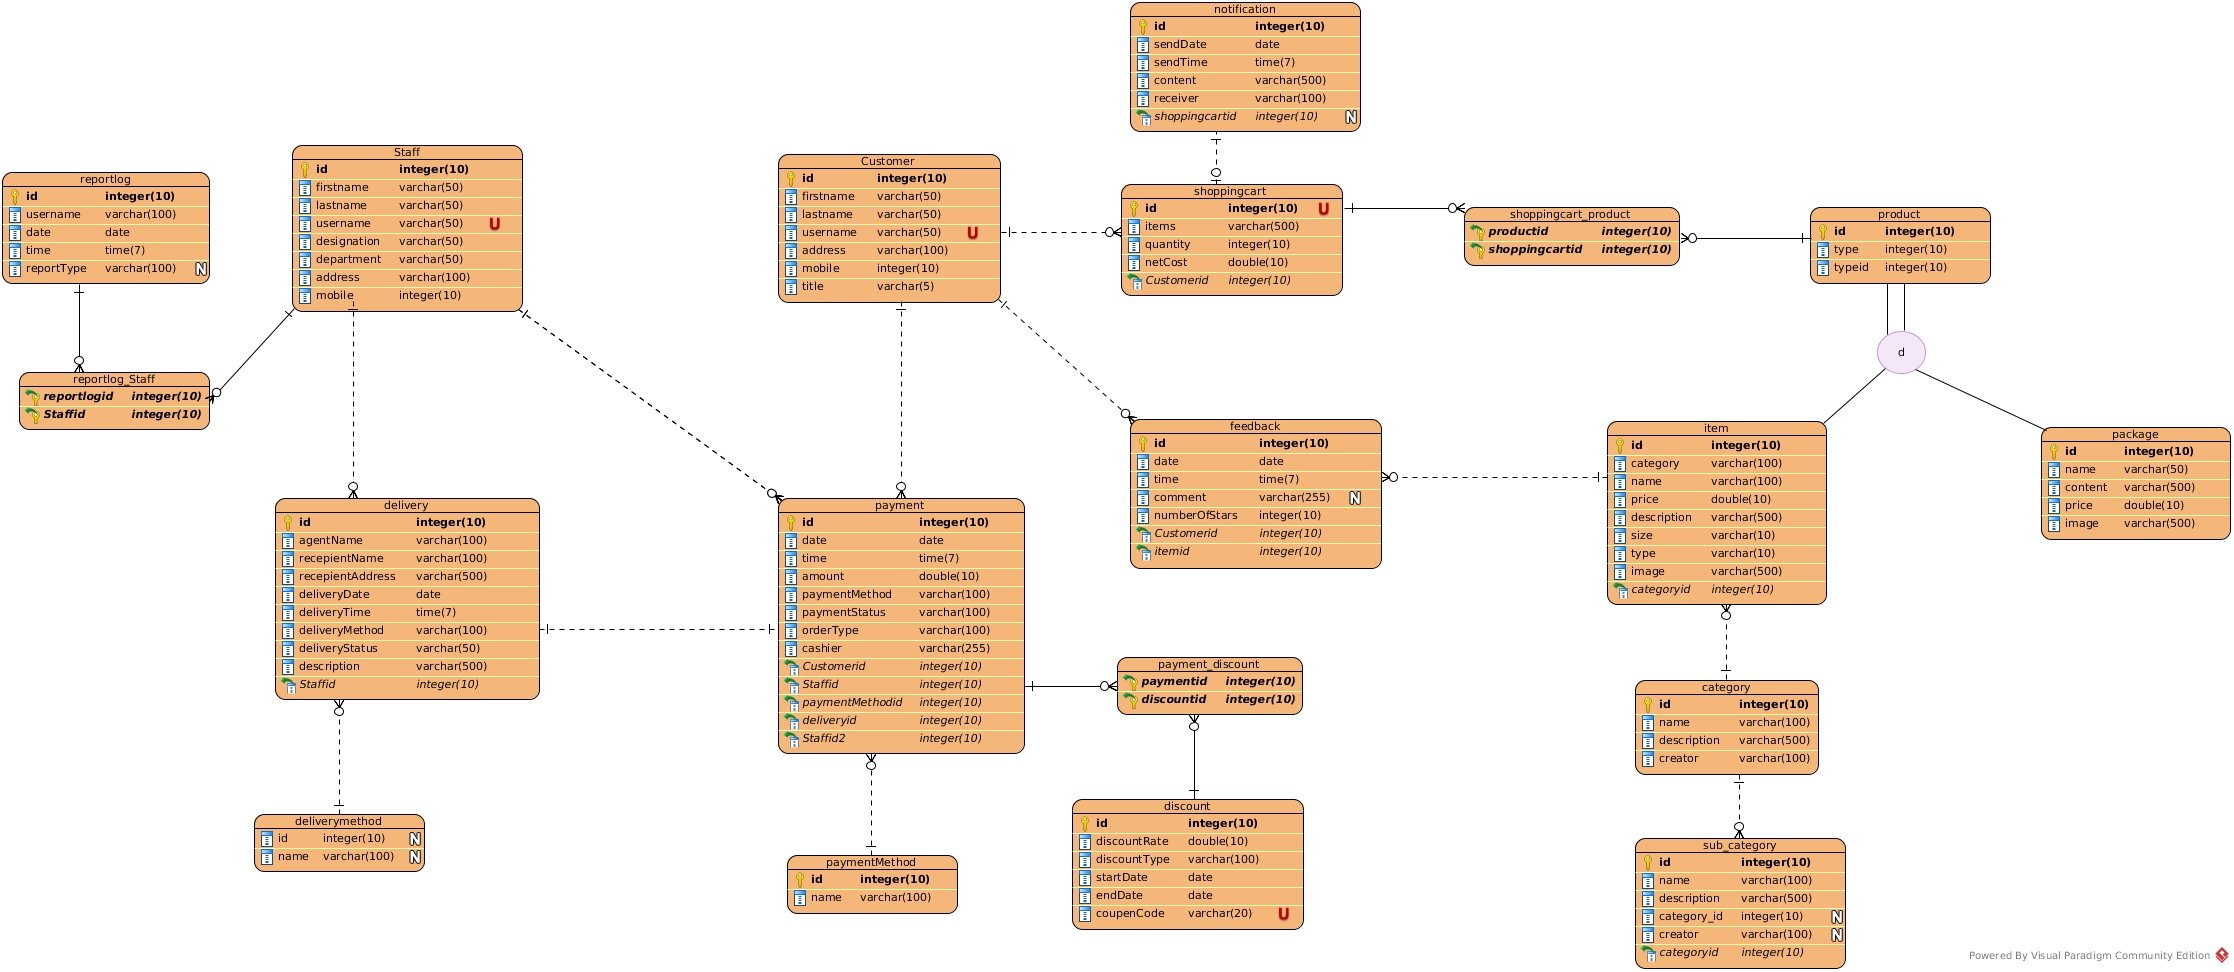 notification
id integer(10)
sendDate date
sendTime time(7)
content varchar(500)
receiver varchar(100)
shoppingcartid integer(10) N
reportlog
id integer(10)
username varchar(100)
date date
time time(7)
reportType varchar(100) N
Staff
id integer(10)
firstname varchar(50)
lastname varchar(50)
username varchar(50) U
designation varchar(50)
department varchar(50)
address varchar(100)
mobile integer(10)
Customer
id integer(10)
firstname varchar(50)
lastname varchar(50)
username varchar(50) U
address varchar(100)
mobile integer(10)
title varchar(5)
shoppingcart
id integer(10) U
items varchar(500)
quantity integer(10)
netCost double(10)
Customerid integer(10)
shoppingcart_product
productid integer(10)
shoppingcartid integer(10)
product
id integer(10)
type integer(10)
typeid integer(10)
d
reportlog_Staff
reportlogid integer(10)
Staffid integer(10)
delivery
id integer(10)
agentName varchar(100)
recepientName varchar(100)
recepientAddress varchar(500)
deliveryDate date
deliveryTime time(7)
deliveryMethod varchar(100)
deliveryStatus varchar(50)
description varchar(500)
Staffid integer(10)
payment
id integer(10)
date date
time time(7)
amount double(10)
paymentMethod varchar(100)
paymentStatus varchar(100)
orderType varchar(100)
cashier varchar(255)
Customerid integer(10)
Staffid integer(10)
paymentMethodid integer(10)
deliveryid integer(10)
Staffid2 integer(10)
feedback
id integer(10)
date date
time time(7)
comment varchar(255) N
numberOfStars integer(10)
Customerid integer(10)
itemid integer(10)
item
id integer(10)
category varchar(100)
name varchar(100)
price double(10)
description varchar(500)
size varchar(10)
type varchar(10)
image varchar(500)
categoryid integer(10)
package
id integer(10)
name varchar(50)
content varchar(500)
price double(10)
image varchar(500)
payment_discount
paymentid integer(10)
discountid integer(10)
category
id integer(10)
name varchar(100)
description varchar(500)
creator varchar(100)
deliverymethod
id integer(10) N
name varchar(100) N
paymentMethod
id integer(10)
name varchar(100)
discount
id integer(10)
discountRate double(10)
discountType varchar(100)
startDate date
endDate date
coupenCode varchar(20) U
sub_category
id integer(10)
name varchar(100)
description varchar(500)
category_id integer(10) N
creator varchar(100) N
categoryid integer(10)
Powered By Visual Paradigm Community Edition